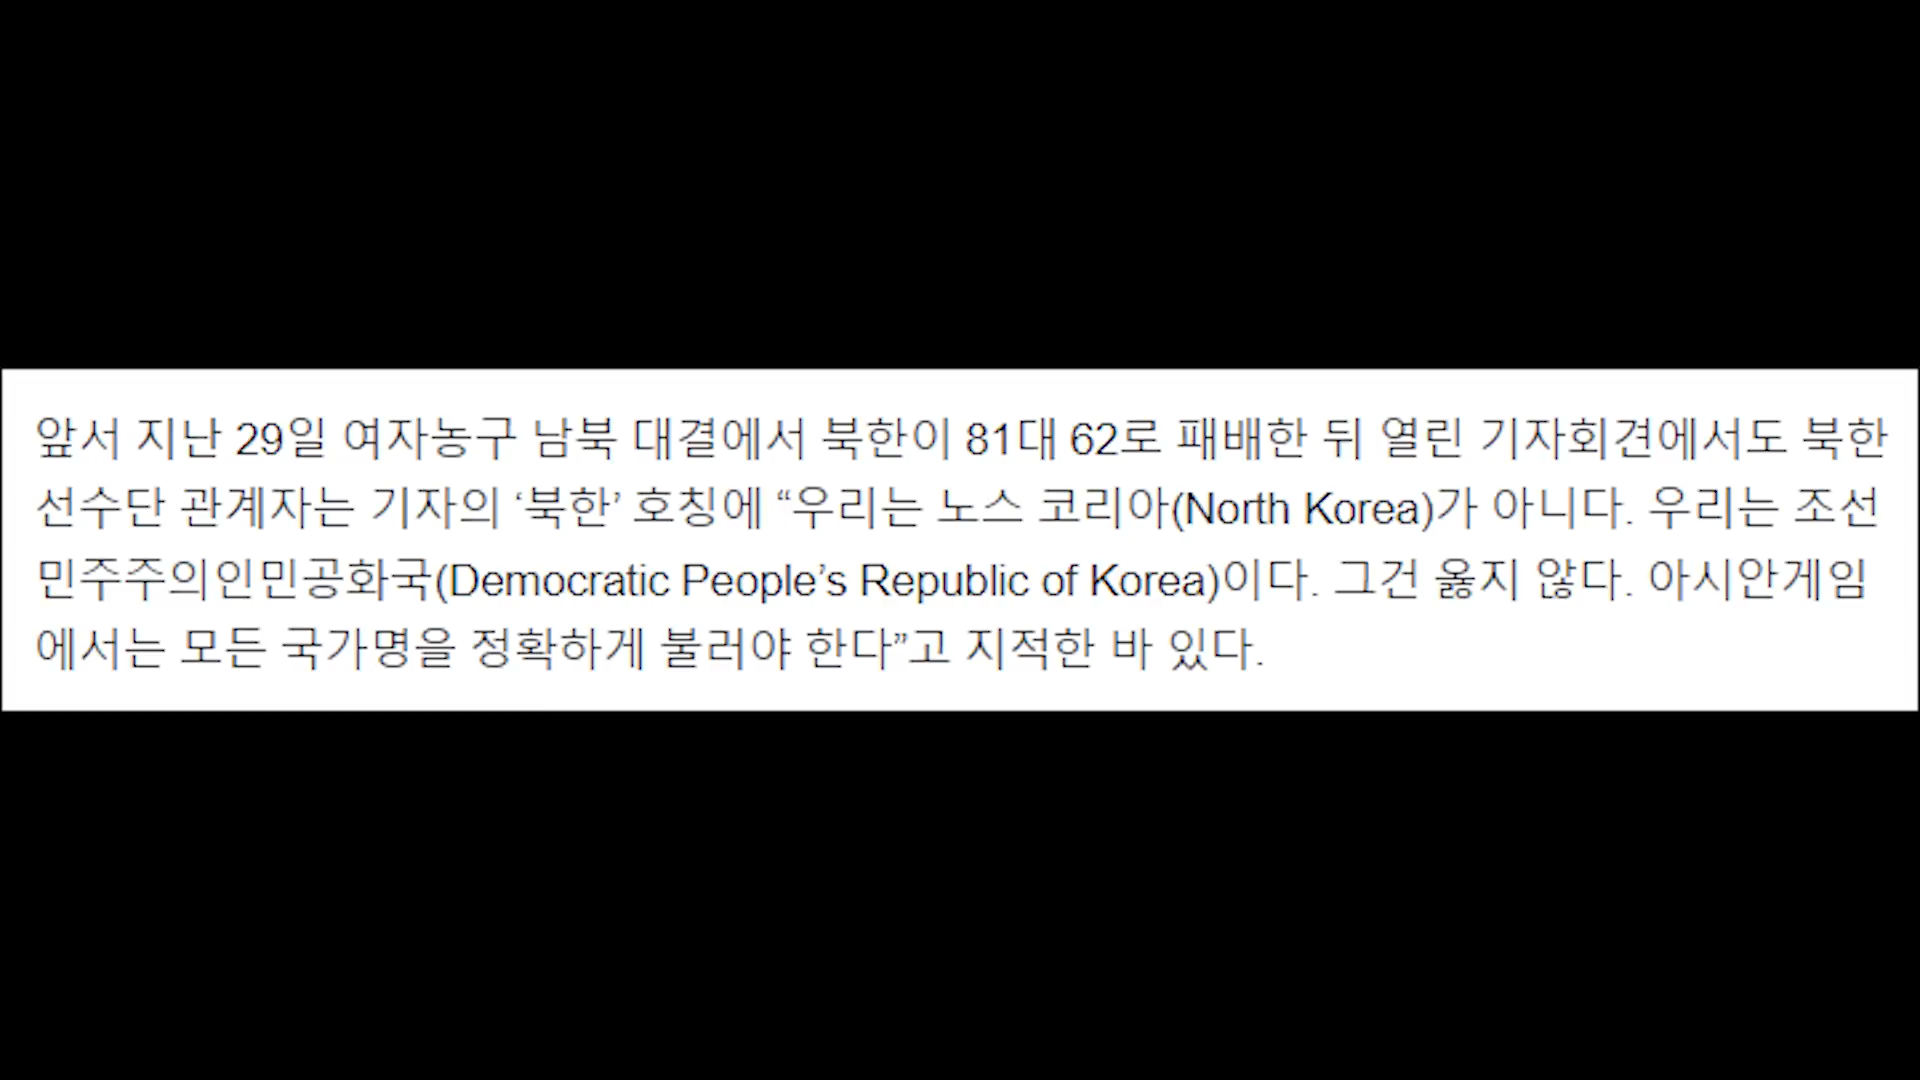 앞서 지난 29일 여자농구 남북 대결에서 북한이 81대 62로 패배한 뒤 열린 기자회견에서도 북한
선수단 관계자는 기자의 ‘북한’ 호칭에 “우리는 노스 코리아(North Korea)가 아니다. 우리는 조선
민주주의인민공화국(Democratic People’s Republic of Korea)이다. 그건 옳지 않다. 아시안게임
에서는 모든 국가명을 정확하게 불러야 한다”고 지적한 바 있다.